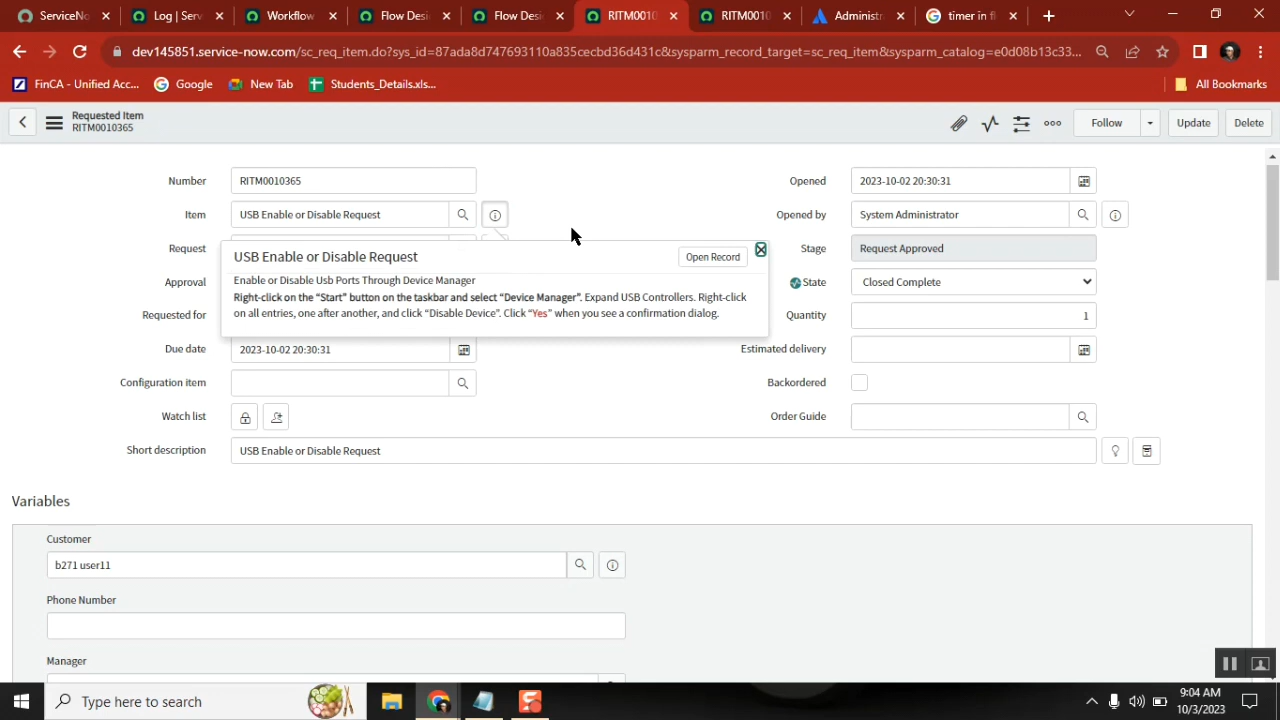 ServiceNo
Log | Serv
Workflow
Flow Desi
Flow Desi
RITM0010
RITM0010
Administr
timer in fl
dev145851.service-now.com/sc_req_item.do?sys_id=87ada8d747693110a835cecbd36d431c&sysparm_record_target=sc_req_item&sysparm_catalog=e0d08b13c33...
FinCA - Unified Acc...
Google
New Tab
Students_Details.xls...
All Bookmarks
Requested Item
RITM0010365
Follow
Update
Delete
Number
RITM0010365
Opened
2023-10-02 20:30:31
Item
USB Enable or Disable Request
Opened by
System Administrator
Request
Stage
Request Approved
USB Enable or Disable Request
Open Record
Enable or Disable Usb Ports Through Device Manager
Right-click on the “Start” button on the taskbar and select “Device Manager”. Expand USB Controllers. Right-click
on all entries, one after another, and click “Disable Device”. Click “Yes” when you see a confirmation dialog.
Approval
State
Closed Complete
Requested for
Quantity
1
Due date
2023-10-02 20:30:31
Estimated delivery
Configuration item
Backordered
Watch list
Order Guide
Short description
USB Enable or Disable Request
Variables
Customer
b271 user11
Phone Number
Manager
Type here to search
9:04 AM
10/3/2023